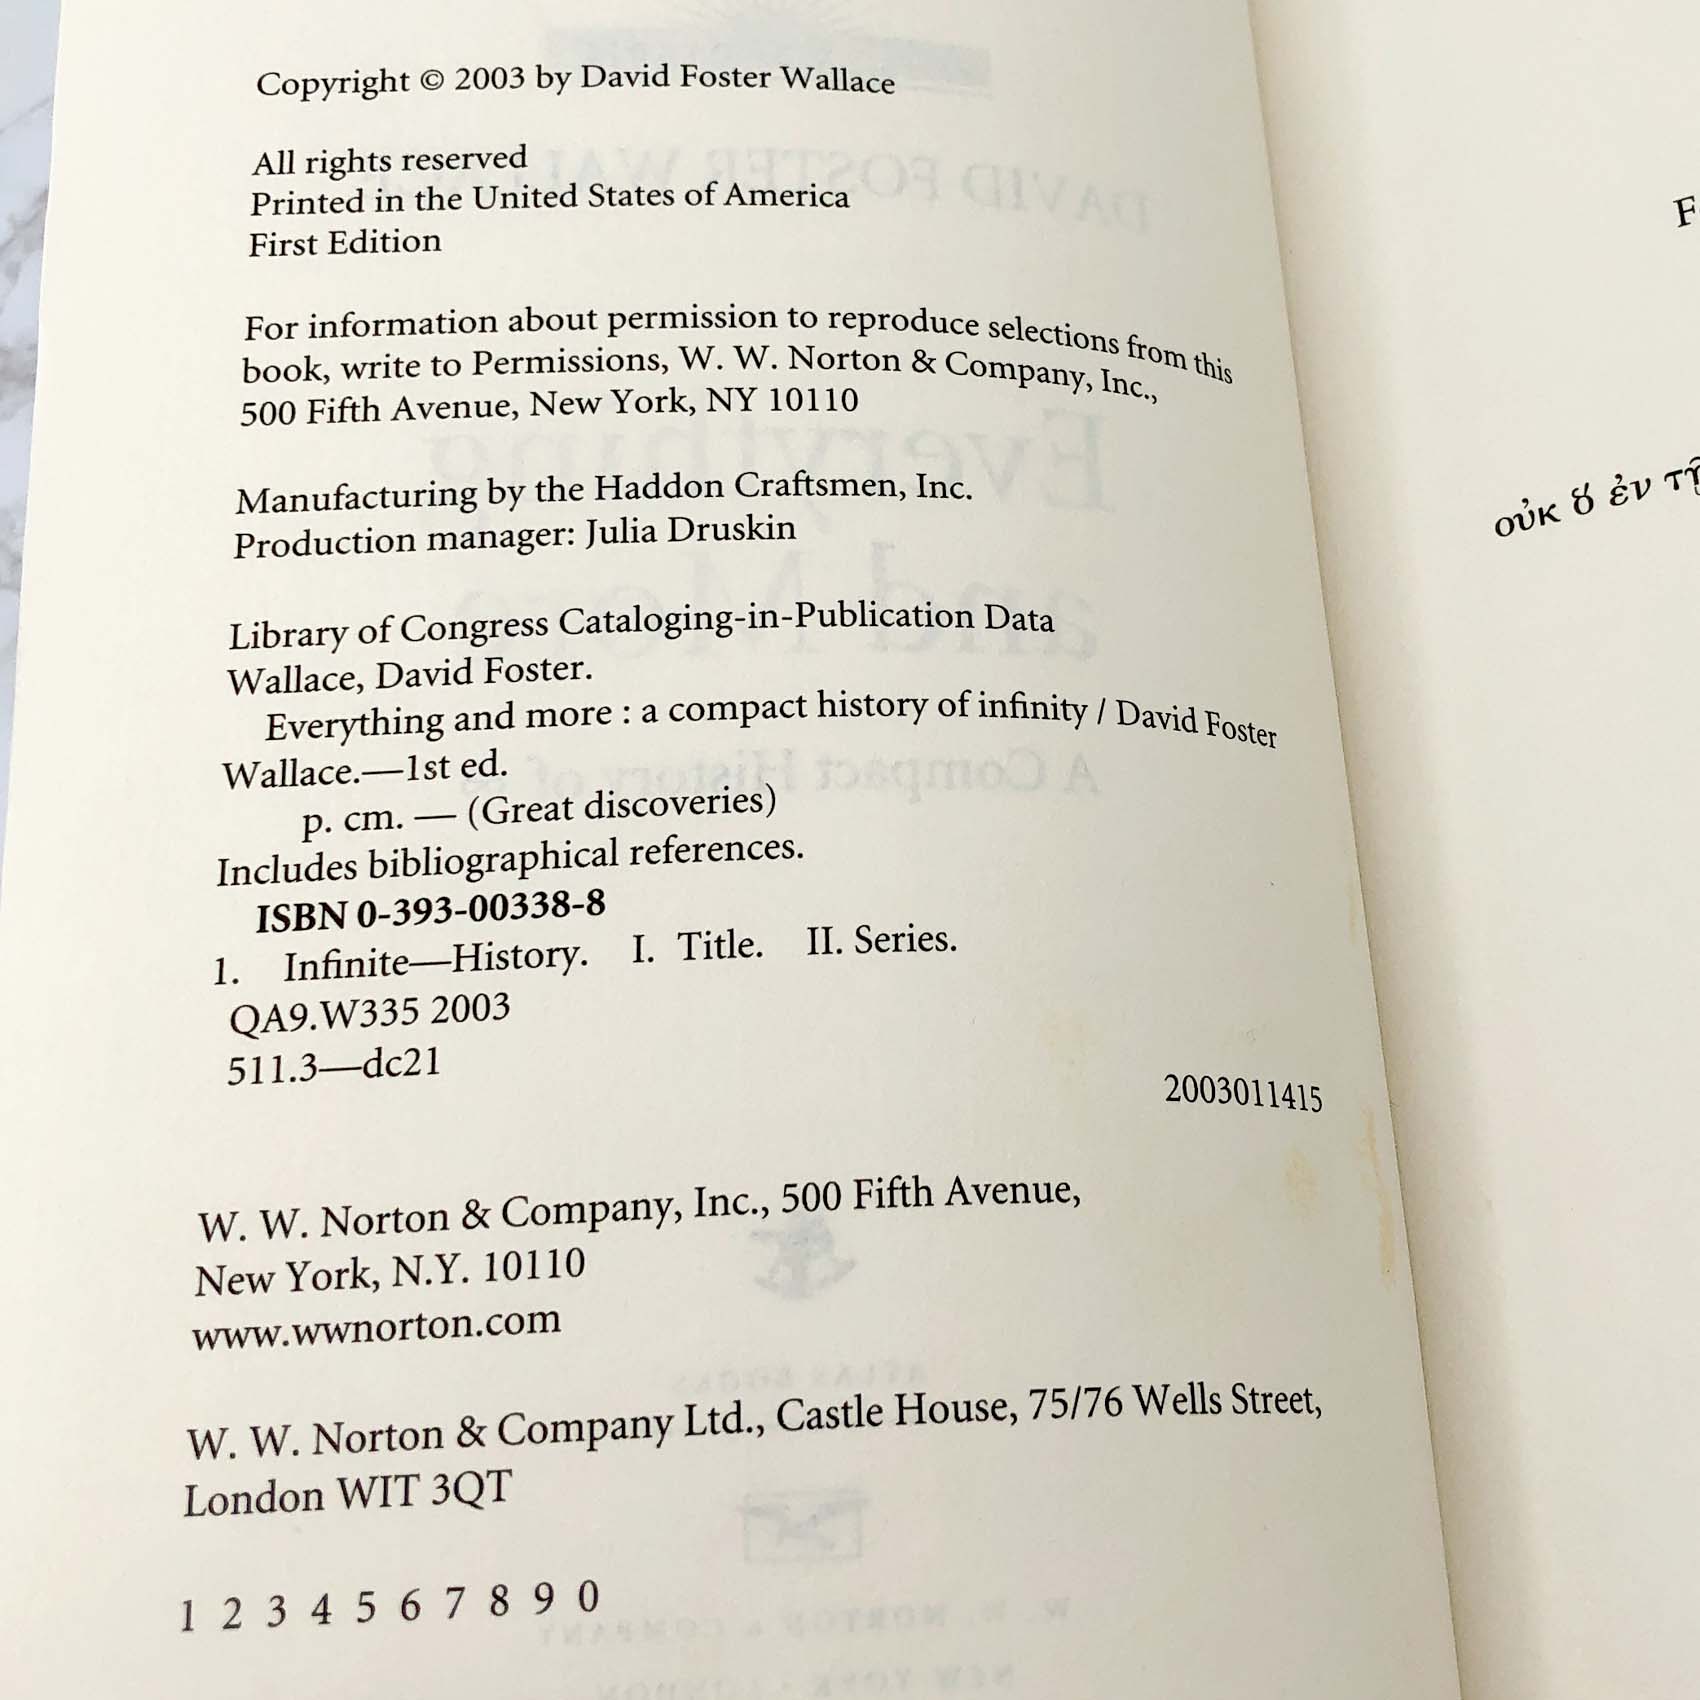 Copyright © 2003 by David Foster Wallace
All rights reserved
Printed in the United States of America
First Edition
For information about permission to reproduce selections from this
book, write to Permissions, W. W. Norton & Company, Inc.,
500 Fifth Avenue, New York, NY 10110
Manufacturing by the Haddon Craftsmen, Inc.
Production manager: Julia Druskin
Library of Congress Cataloging-in-Publication Data
Wallace, David Foster.
Everything and more : a compact history of infinity / David Foster
Wallace.—1st ed.
p. cm. — (Great discoveries)
Includes bibliographical references.
ISBN 0-393-00338-8
1. Infinite—History. I. Title. II. Series.
QA9.W335 2003
511.3—dc21
2003011415
W. W. Norton & Company, Inc., 500 Fifth Avenue,
New York, N.Y. 10110
www.wwnorton.com
W. W. Norton & Company Ltd., Castle House, 75/76 Wells Street,
London WIT 3QT
1 2 3 4 5 6 7 8 9 0
οὐκ ἐν